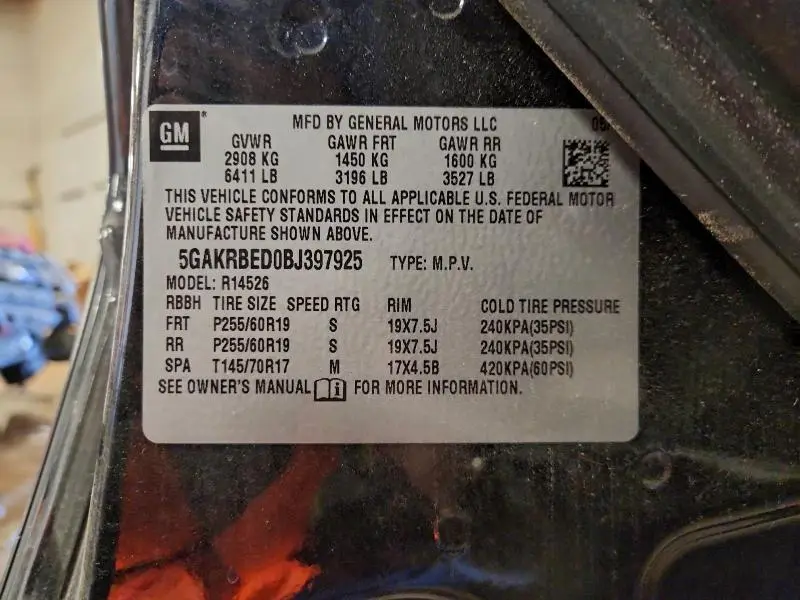 GM
MFD BY GENERAL MOTORS LLC
GVWR GAWR FRT GAWR RR
2908 KG 1450 KG 1600 KG
6411 LB 3196 LB 3527 LB
THIS VEHICLE CONFORMS TO ALL APPLICABLE U.S. FEDERAL MOTOR
VEHICLE SAFETY STANDARDS IN EFFECT ON THE DATE OF
MANUFACTURE SHOWN ABOVE.
5GAKRBED0BJ397925 TYPE: M.P.V.
MODEL: R14526
RBBH TIRE SIZE SPEED RTG RIM COLD TIRE PRESSURE
FRT P255/60R19 S 19X7.5J 240KPA(35PSI)
RR P255/60R19 S 19X7.5J 240KPA(35PSI)
SPA T145/70R17 M 17X4.5B 420KPA(60PSI)
SEE OWNER'S MANUAL FOR MORE INFORMATION.